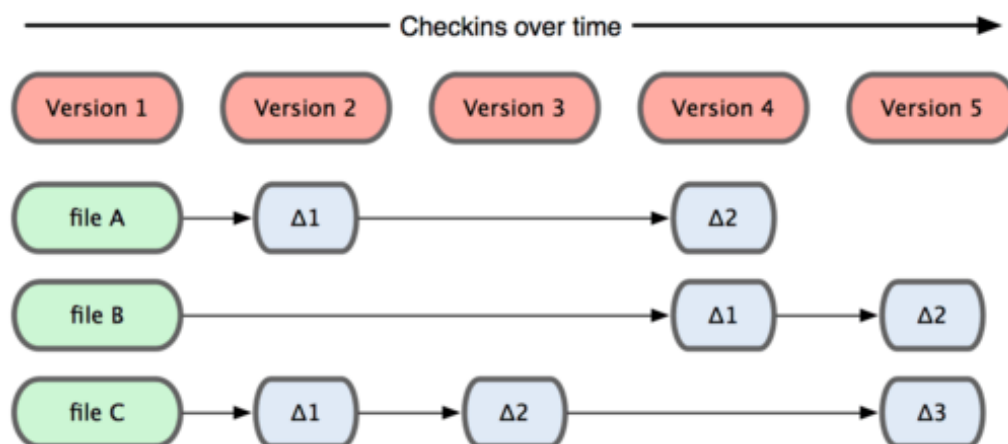 Checkins over time
Version 1 Version 2 Version 3 Version 4 Version 5
file A Δ1 Δ2
file B Δ1 Δ2
file C Δ1 Δ2 Δ3